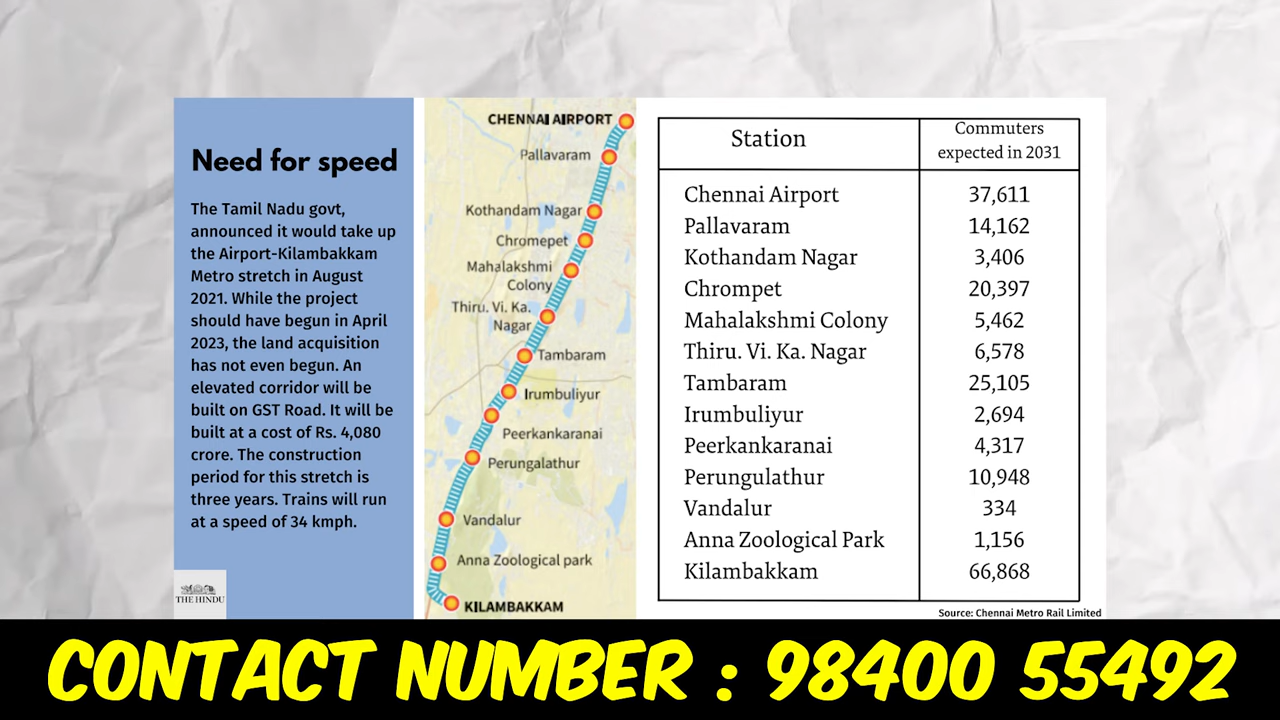 Need for speed
The Tamil Nadu govt,
announced it would take up
the Airport-Kilambakkam
Metro stretch in August
2021. While the project
should have begun in April
2023, the land acquisition
has not even begun. An
elevated corridor will be
built on GST Road. It will be
built at a cost of Rs. 4,080
crore. The construction
period for this stretch is
three years. Trains will run
at a speed of 34 kmph.
THE HINDU
CHENNAI AIRPORT
Pallavaram
Kothandam Nagar
Chromepet
Mahalakshmi
Colony
Thiru. Vi. Ka.
Nagar
Tambaram
Irumbuliyur
Peerkankaranai
Perungalathur
Vandalur
Anna Zoological park
KILAMBAKKAM
Station
Commuters
expected in 2031
Chennai Airport 37,611
Pallavaram 14,162
Kothandam Nagar 3,406
Chrompet 20,397
Mahalakshmi Colony 5,462
Thiru. Vi. Ka. Nagar 6,578
Tambaram 25,105
Irumbuliyur 2,694
Peerkankaranai 4,317
Perungulathur 10,948
Vandalur 334
Anna Zoological Park 1,156
Kilambakkam 66,868
Source: Chennai Metro Rail Limited
CONTACT NUMBER : 98400 55492